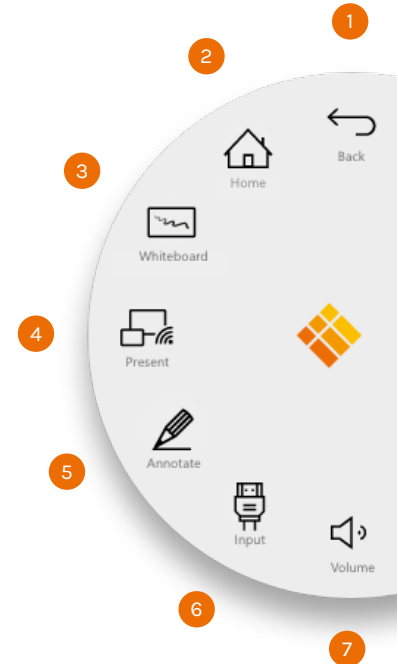 1
Back
2
Home
3
Whiteboard
4
Present
5
Annotate
6
Input
7
Volume